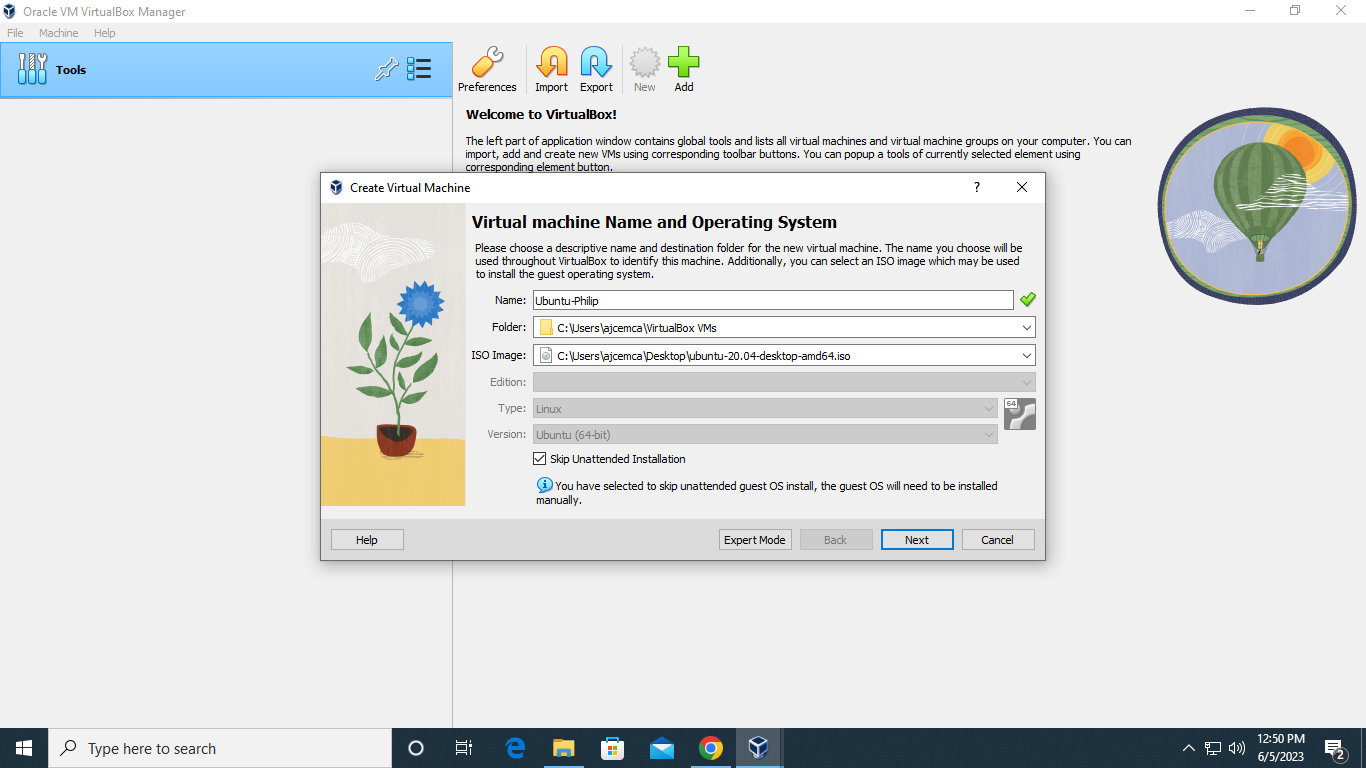 Oracle VM VirtualBox Manager
File Machine Help
Tools
Preferences Import Export New Add
Welcome to VirtualBox!
The left part of application window contains global tools and lists all virtual machines and virtual machine groups on your computer. You can
import, add and create new VMs using corresponding toolbar buttons. You can popup a tools of currently selected element using
corresponding element button.
Create Virtual Machine
?
Virtual machine Name and Operating System
Please choose a descriptive name and destination folder for the new virtual machine. The name you choose will be
used throughout VirtualBox to identify this machine. Additionally, you can select an ISO image which may be used
to install the guest operating system.
Name: Ubuntu-Philip
Folder: C:\Users\ajcemca\VirtualBox VMs
ISO Image: C:\Users\ajcemca\Desktop\ubuntu-20.04-desktop-amd64.iso
Edition:
Type: Linux
64
Version: Ubuntu (64-bit)
Skip Unattended Installation
You have selected to skip unattended guest OS install, the guest OS will need to be installed
manually.
Help Expert Mode Back Next Cancel
Type here to search
12:50 PM
6/5/2023
2